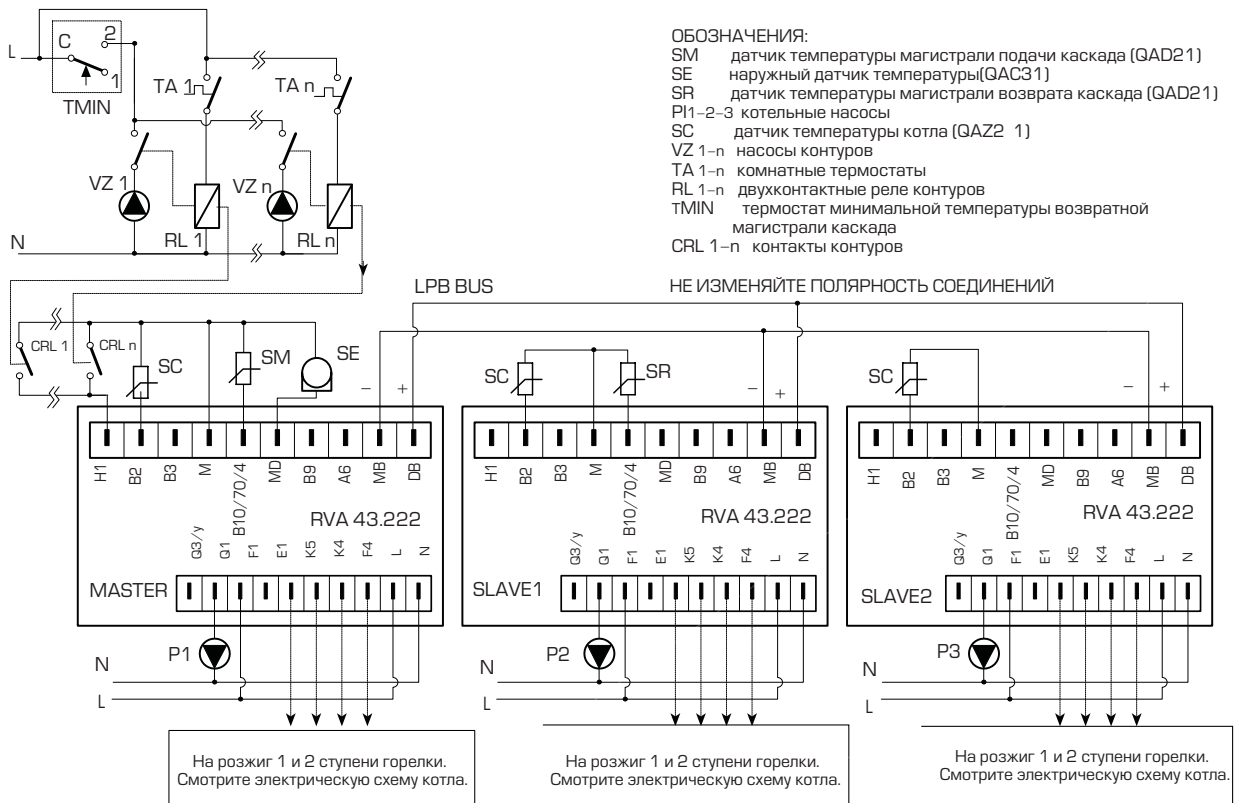 L
C
2
1
TMIN
TA 1
TA n
VZ 1
VZ n
RL 1
RL n
N
ОБОЗНАЧЕНИЯ:
SM датчик температуры магистрали подачи каскада (QAD21)
SE наружный датчик температуры(QAC31)
SR датчик температуры магистрали возврата каскада (QAD21)
PI1-2-3 котельные насосы
SC датчик температуры котла (QAZ2 1)
VZ 1-n насосы контуров
TA 1-n комнатные термостаты
RL 1-n двухконтактные реле контуров
TMIN термостат минимальной температуры возвратной
магистрали каскада
CRL 1-n контакты контуров
LPB BUS
НЕ ИЗМЕНЯЙТЕ ПОЛЯРНОСТЬ СОЕДИНЕНИЙ
CRL 1
CRL n
SC
SM
SE
– +
H1 B2 B3 M B10/70/4 MD B9 A6 MB DB
RVA 43.222
Q3/y Q1 F1 E1 K5 K4 F4 L N
MASTER
P1
N
L
На розжиг 1 и 2 ступени горелки.
Смотрите электрическую схему котла.
SC
SR
– +
H1 B2 B3 M B10/70/4 MD B9 A6 MB DB
RVA 43.222
Q3/y Q1 F1 E1 K5 K4 F4 L N
SLAVE1
P2
N
L
На розжиг 1 и 2 ступени горелки.
Смотрите электрическую схему котла.
SC
– +
H1 B2 B3 M B10/70/4 MD B9 A6 MB DB
RVA 43.222
Q3/y Q1 F1 E1 K5 K4 F4 L N
SLAVE2
P3
N
L
На розжиг 1 и 2 ступени горелки.
Смотрите электрическую схему котла.